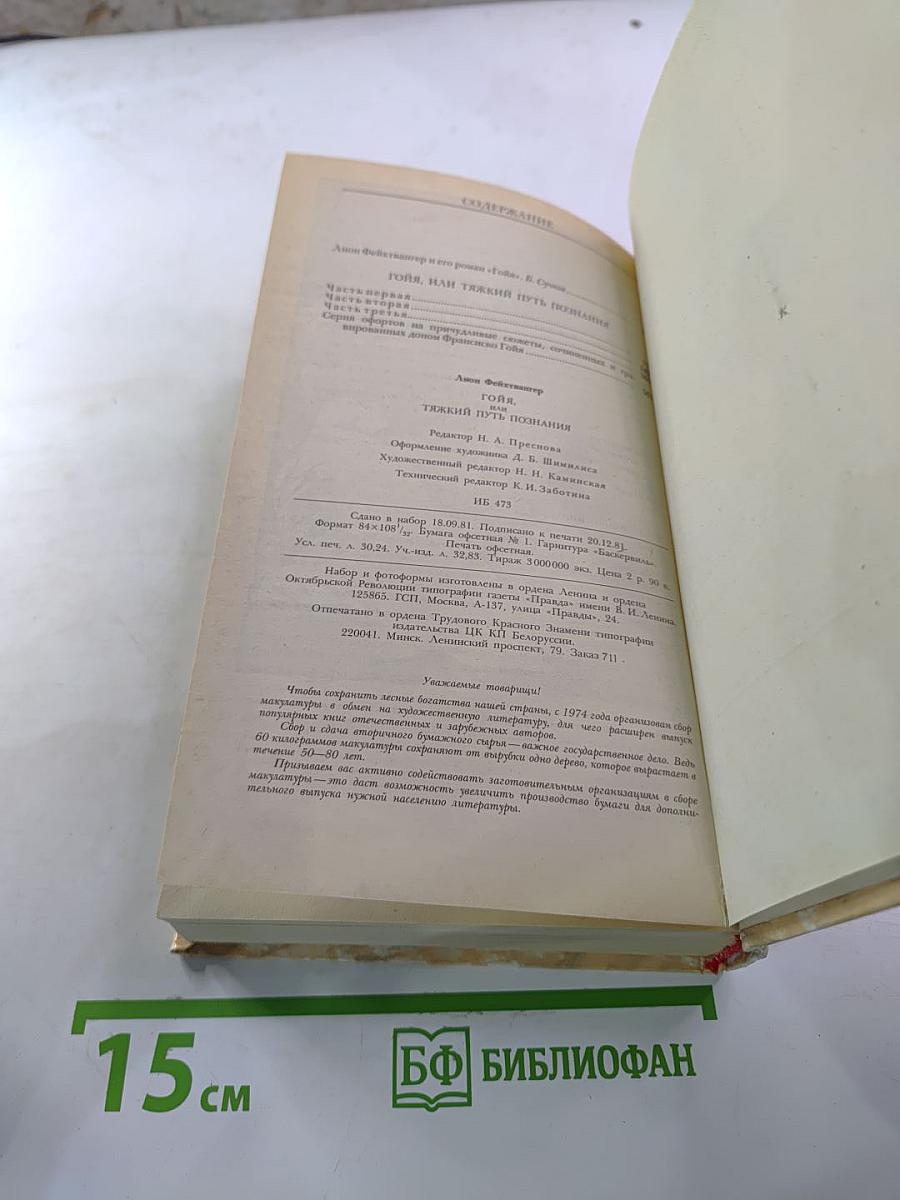 СОДЕРЖАНИЕ
Лион Фейхтвангер и его роман «Гойя». Б. Сучков
ГОЙЯ, ИЛИ ТЯЖКИЙ ПУТЬ ПОЗНАНИЯ
Часть первая
Часть вторая
Часть третья
Серия офортов на причудливые сюжеты, сочиненных и гра-
вированных доном Франсиско Гойя
Лион Фейхтвангер
ГОЙЯ,
ИЛИ
ТЯЖКИЙ ПУТЬ ПОЗНАНИЯ
Редактор Н. А. Преснова
Оформление художника Д. Б. Шимилиса
Художественный редактор Н. Н. Каминская
Технический редактор К. И. Заботина
ИБ 473
Сдано в набор 18.09.81. Подписано к печати 20.12.81.
Формат 84×108 1/32. Бумага офсетная № 1. Гарнитура «Баскервиль».
Печать офсетная.
Усл. печ. л. 30,24. Уч.-изд. л. 32,83. Тираж 3 000 000 экз. Цена 2 р. 90 к.
Набор и фотоформы изготовлены в ордена Ленина и ордена
Октябрьской Революции типографии газеты «Правда» имени В. И. Ленина.
125865. ГСП, Москва, А-137, улица «Правды», 24.
Отпечатано в ордена Трудового Красного Знамени типографии
издательства ЦК КП Белоруссии.
220041. Минск. Ленинский проспект, 79. Заказ 711 .
Уважаемые товарищи!
Чтобы сохранить лесные богатства нашей страны, с 1974 года организован сбор
макулатуры в обмен на художественную литературу, для чего расширен выпуск
популярных книг отечественных и зарубежных авторов.
Сбор и сдача вторичного бумажного сырья — важное государственное дело. Ведь
60 килограммов макулатуры сохраняют от вырубки одно дерево, которое вырастает в
течение 50—80 лет.
Призываем вас активно содействовать заготовительным организациям в сборе
макулатуры — это даст возможность увеличить производство бумаги для дополни-
тельного выпуска нужной населению литературы.
15 см
БФ БИБЛИОФАН